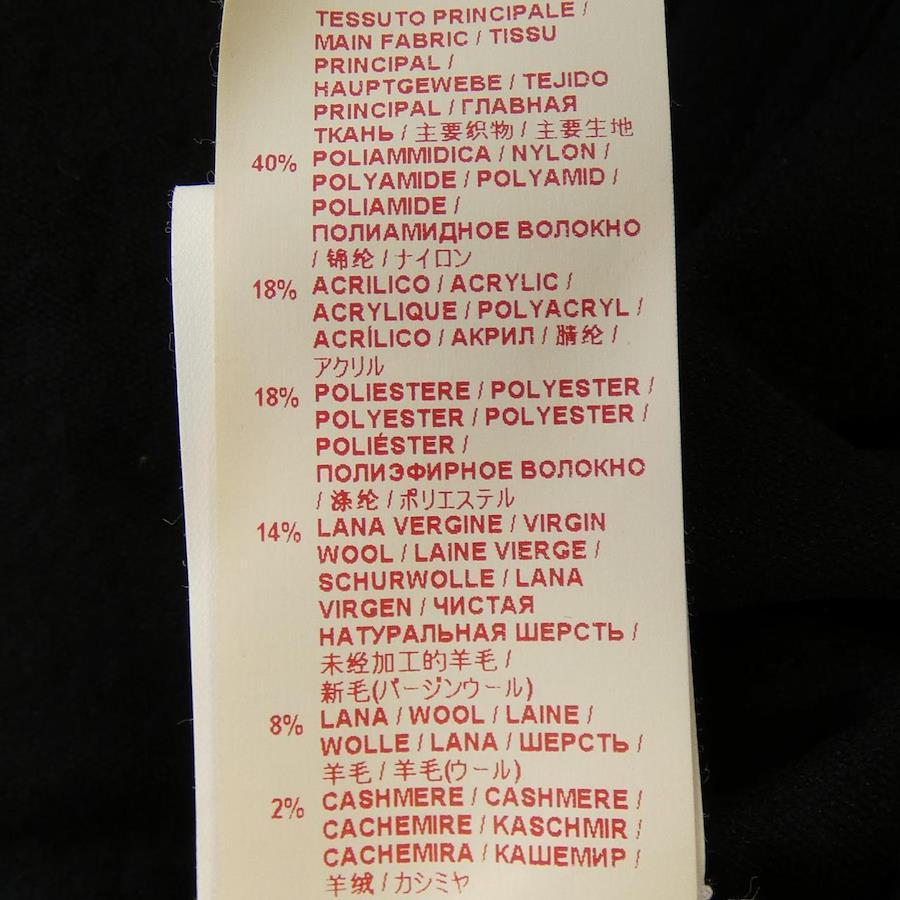 TESSUTO PRINCIPALE /
MAIN FABRIC / TISSU
PRINCIPAL /
HAUPTGEWEBE / TEJIDO
PRINCIPAL / ГЛАВНАЯ
ТКАНЬ / 主要织物 / 主要生地
40% POLIAMMIDICA / NYLON /
POLYAMIDE / POLYAMID /
POLIAMIDE /
ПОЛИАМИДНОЕ ВОЛОКНО
/ 锦纶 / ナイロン
18% ACRILICO / ACRYLIC /
ACRYLIQUE / POLYACRYL /
ACRÍLICO / АКРИЛ / 腈纶 /
アクリル
18% POLIESTERE / POLYESTER /
POLYESTER / POLYESTER /
POLIÉSTER /
ПОЛИЭФИРНОЕ ВОЛОКНО
/ 涤纶 / ポリエステル
14% LANA VERGINE / VIRGIN
WOOL / LAINE VIERGE /
SCHURWOLLE / LANA
VIRGEN / ЧИСТАЯ
НАТУРАЛЬНАЯ ШЕРСТЬ /
未经加工的羊毛 /
新毛(バージンウール)
8% LANA / WOOL / LAINE /
WOLLE / LANA / ШЕРСТЬ /
羊毛 / 羊毛(ウール)
2% CASHMERE / CASHMERE /
CACHEMIRE / KASCHMIR /
CACHEMIRA / КАШЕМИР /
羊绒 / カシミヤ